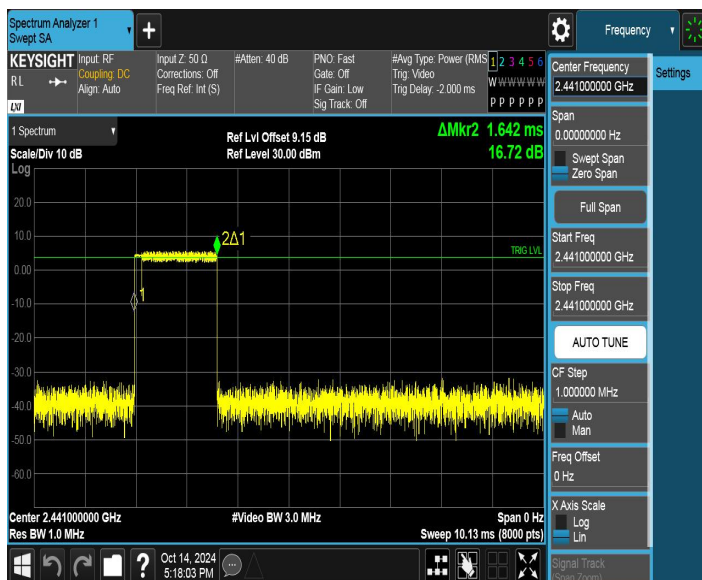 Spectrum Analyzer 1
Swept SA
Frequency
KEYSIGHT
RL
LXI
Input: RF
Coupling: DC
Align: Auto
Input Z: 50 Ω
Corrections: Off
Freq Ref: Int (S)
#Atten: 40 dB
PNO: Fast
Gate: Off
IF Gain: Low
Sig Track: Off
#Avg Type: Power (RMS
Trig: Video
Trig Delay: -2.000 ms
1 2 3 4 5 6
W W W W W W
P P P P P P
1 Spectrum
Scale/Div 10 dB
Log
Ref Lvl Offset 9.15 dB
Ref Level 30.00 dBm
ΔMkr2 1.642 ms
16.72 dB
20.0
10.0
0.00
-10.0
-20.0
-30.0
-40.0
-50.0
-60.0
2Δ1
1
TRIG LVL
Center 2.441000000 GHz
Res BW 1.0 MHz
#Video BW 3.0 MHz
Span 0 Hz
Sweep 10.13 ms (8000 pts)
Oct 14, 2024
5:18:03 PM
?
Center Frequency
2.441000000 GHz
Span
0.00000000 Hz
Swept Span
Zero Span
Full Span
Start Freq
2.441000000 GHz
Stop Freq
2.441000000 GHz
AUTO TUNE
CF Step
1.000000 MHz
Auto
Man
Freq Offset
0 Hz
X Axis Scale
Log
Lin
Signal Track
(Span Zoom)
Settings